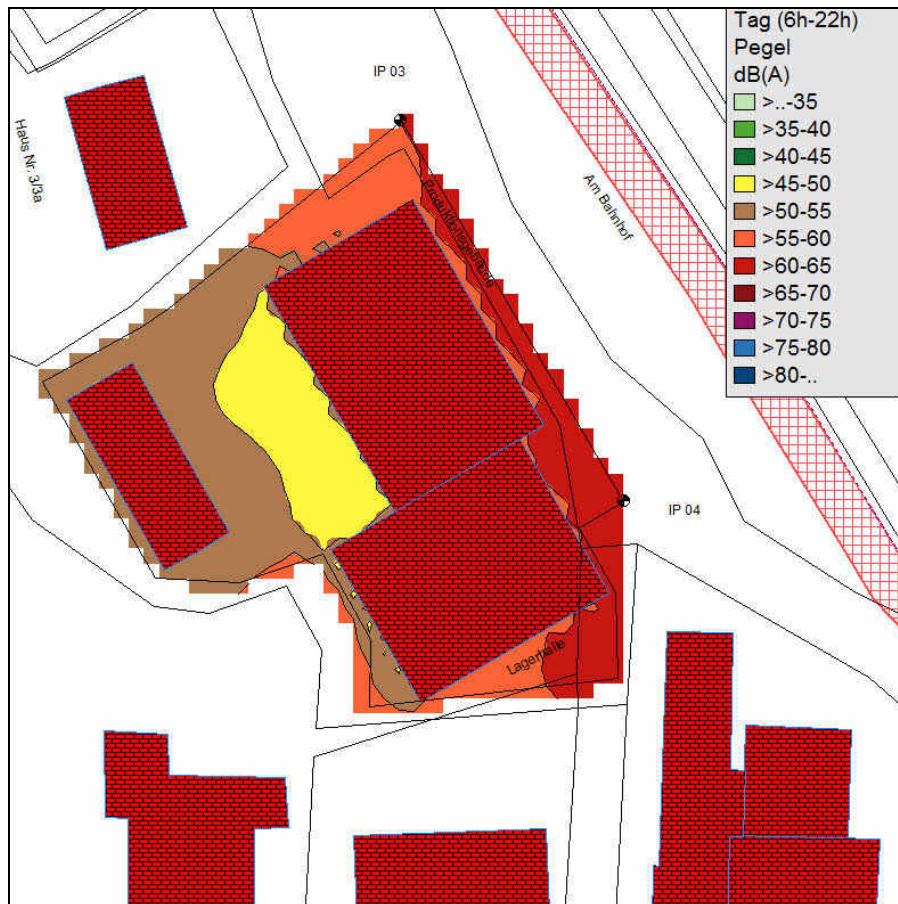 Tag (6h-22h)
Pegel
dB(A)
>..-35
>35-40
>40-45
>45-50
>50-55
>55-60
>60-65
>65-70
>70-75
>75-80
>80-..
IP 03
Haus Nr. 3/3a
Am Bahnhof
IP 04
Lagerhalle